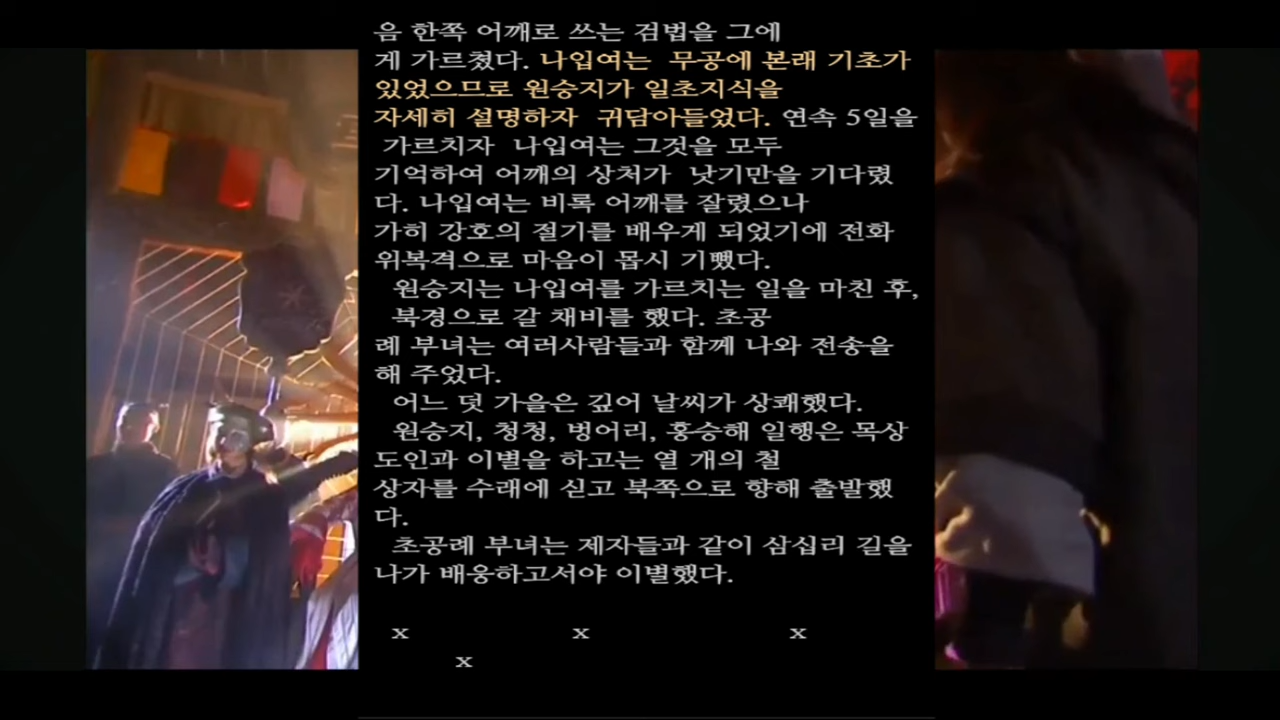 음 한쪽 어깨로 쓰는 검법을 그에
게 가르쳤다. 나입여는 무공에 본래 기초가
있었으므로 원승지가 일초지식을
자세히 설명하자 귀담아들었다. 연속 5일을
가르치자 나입여는 그것을 모두
기억하여 어깨의 상처가 낫기만을 기다렸
다. 나입여는 비록 어깨를 잘렸으나
가히 강호의 절기를 배우게 되었기에 전화
위복격으로 마음이 몹시 기뻤다.
원승지는 나입여를 가르치는 일을 마친 후,
북경으로 갈 채비를 했다. 초공
례 부녀는 여러사람들과 함께 나와 전송을
해 주었다.
어느 덧 가을은 깊어 날씨가 상쾌했다.
원승지, 청청, 벙어리, 홍승해 일행은 목상
도인과 이별을 하고는 열 개의 철
상자를 수래에 싣고 북쪽으로 향해 출발했
다.
초공례 부녀는 제자들과 같이 삼십리 길을
나가 배웅하고서야 이별했다.
x x x
x